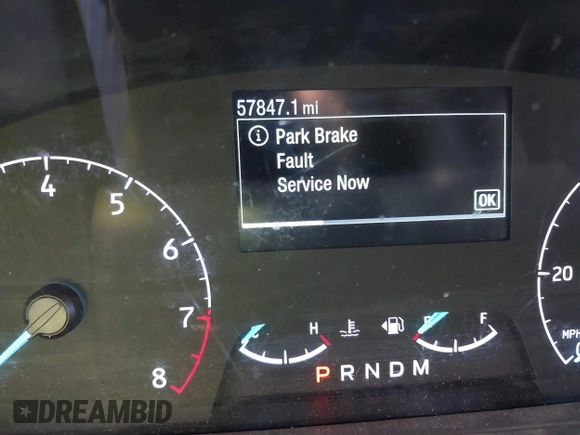 57847.1 mi
Park Brake
Fault
Service Now
OK
4
5
6
7
8
20
MPH
C H
E F
P R N D M
DREAMBID